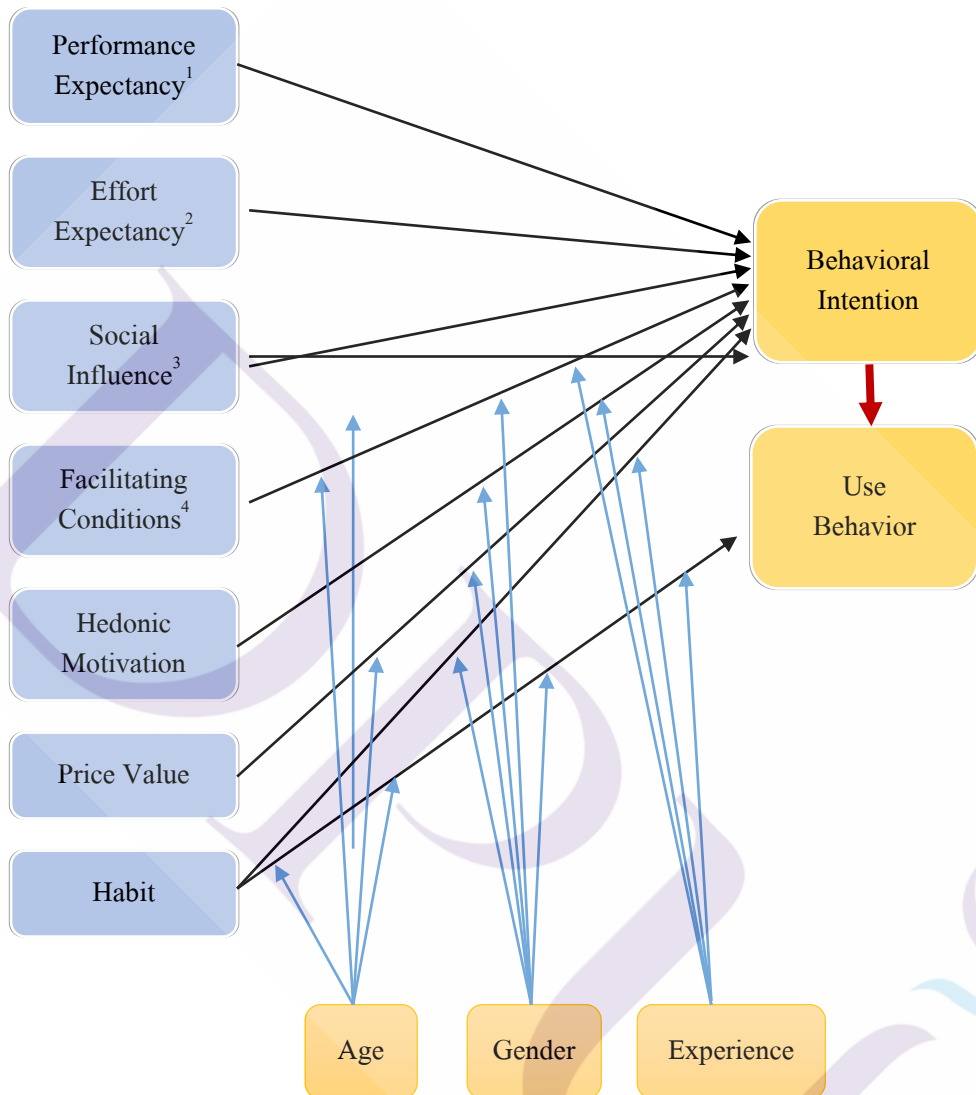 Performance
Expectancy1
Effort
Expectancy2
Social
Influence3
Facilitating
Conditions4
Hedonic
Motivation
Price Value
Habit
Behavioral
Intention
Use
Behavior
Age
Gender
Experience